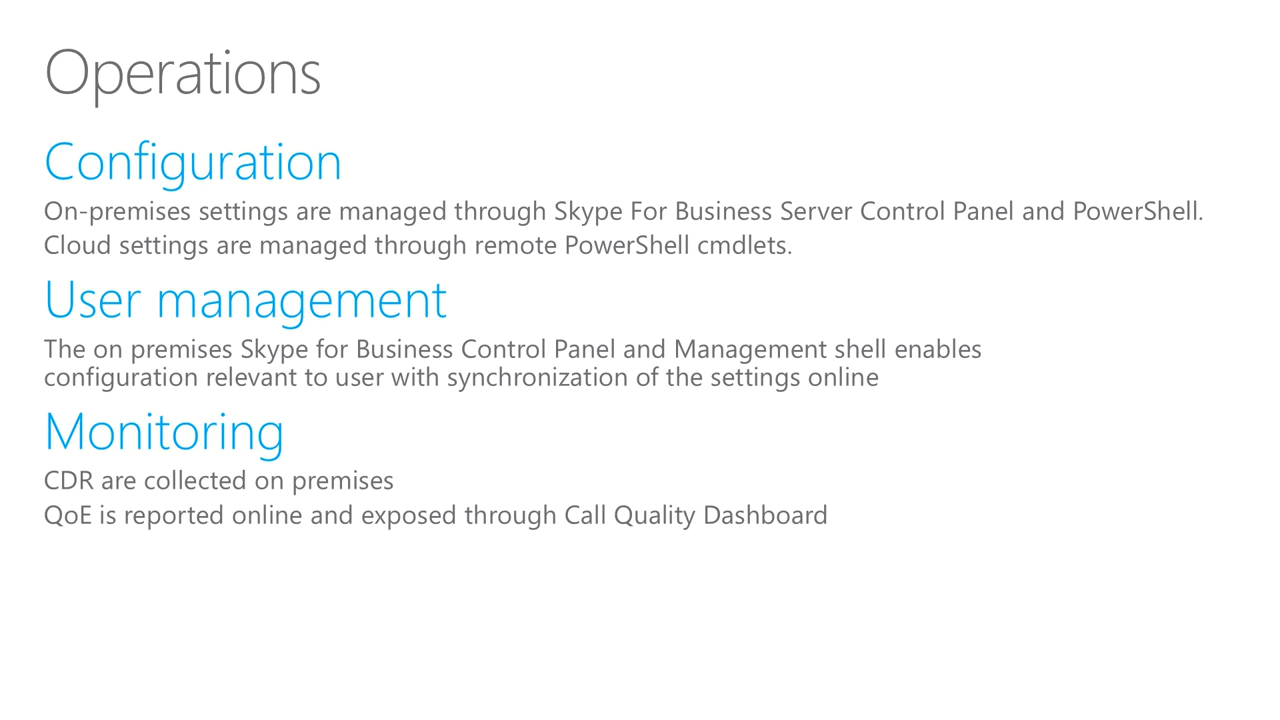 Operations
Configuration
On-premises settings are managed through Skype For Business Server Control Panel and PowerShell.
Cloud settings are managed through remote PowerShell cmdlets.
User management
The on premises Skype for Business Control Panel and Management shell enables
configuration relevant to user with synchronization of the settings online
Monitoring
CDR are collected on premises
QoE is reported online and exposed through Call Quality Dashboard